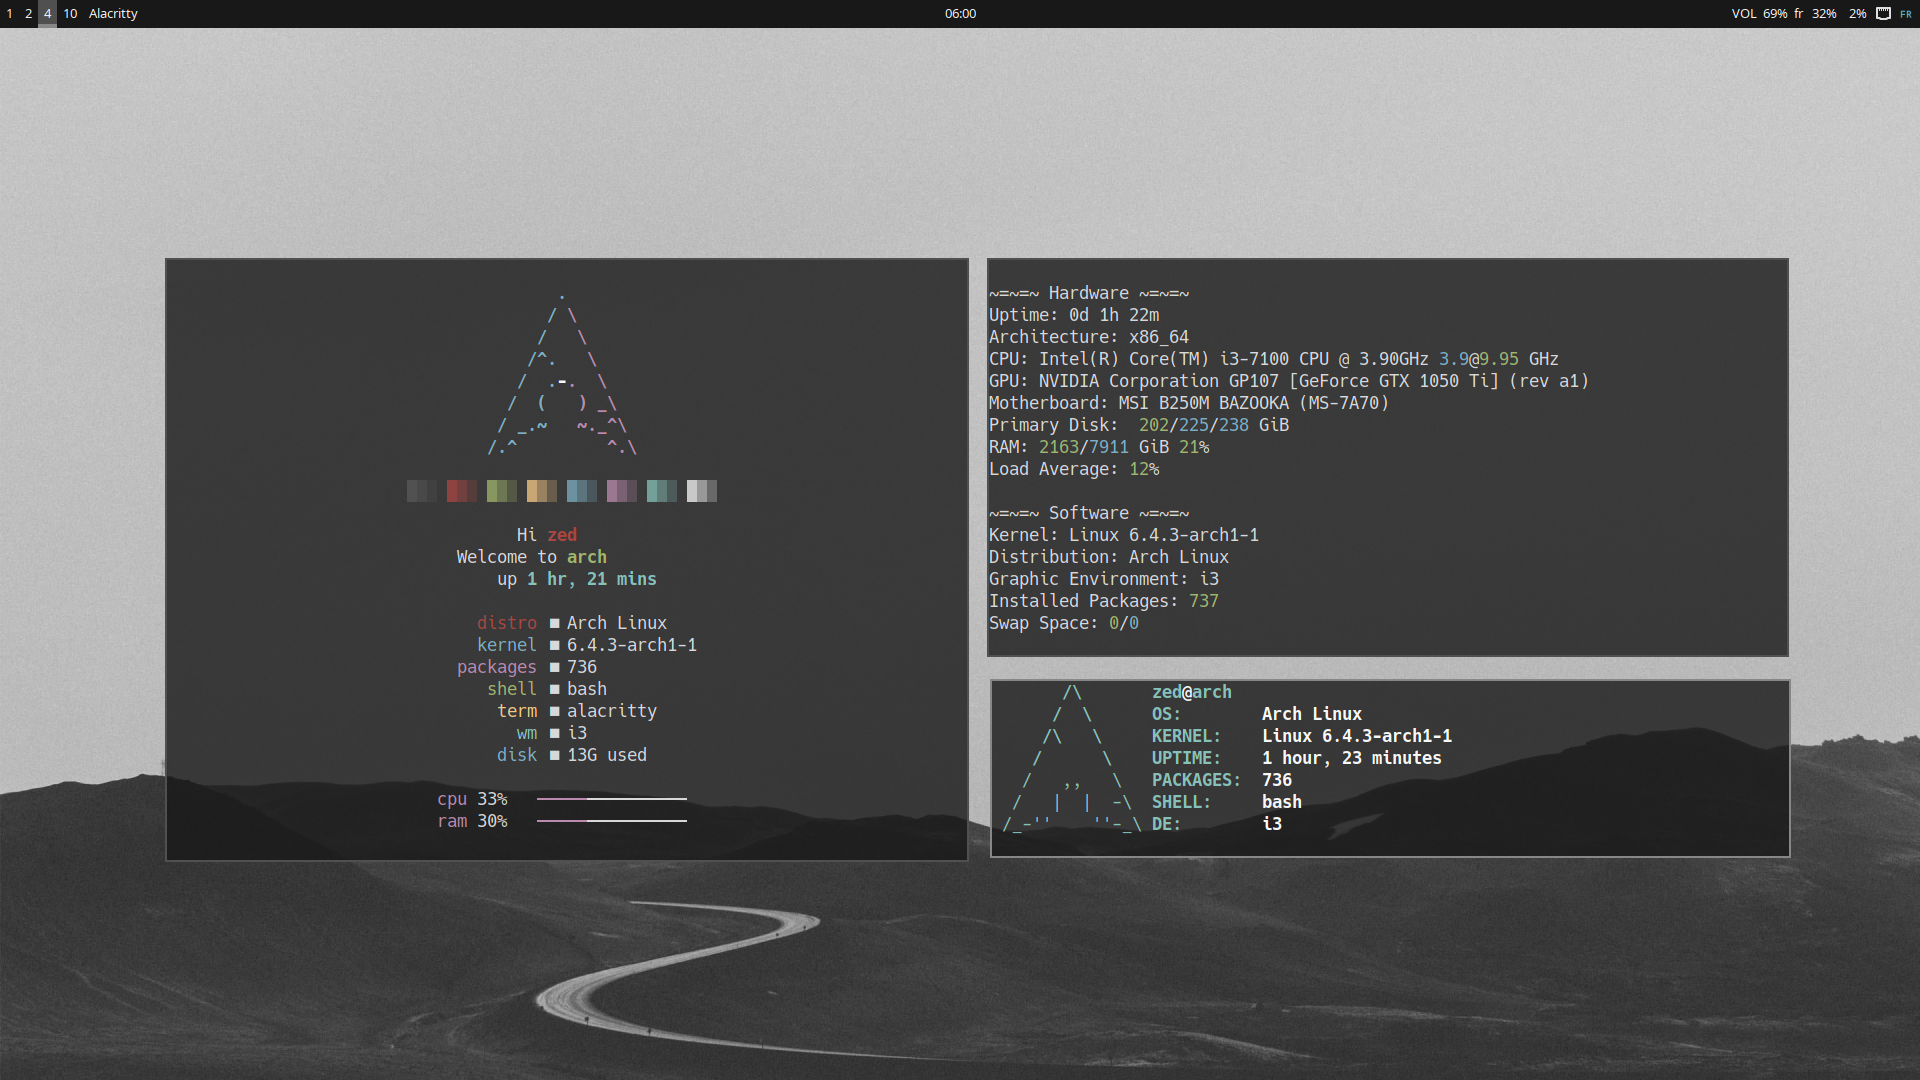 1 2 4 10 Alacritty
06:00
VOL 69% fr 32% 2% FR
Hi zed
Welcome to arch
up 1 hr, 21 mins
distro ■ Arch Linux
kernel ■ 6.4.3-arch1-1
packages ■ 736
shell ■ bash
term ■ alacritty
wm ■ i3
disk ■ 13G used
cpu 33%
ram 30%
~=~=~ Hardware ~=~=~
Uptime: 0d 1h 22m
Architecture: x86_64
CPU: Intel(R) Core(TM) i3-7100 CPU @ 3.90GHz 3.9@9.95 GHz
GPU: NVIDIA Corporation GP107 [GeForce GTX 1050 Ti] (rev a1)
Motherboard: MSI B250M BAZOOKA (MS-7A70)
Primary Disk: 202/225/238 GiB
RAM: 2163/7911 GiB 21%
Load Average: 12%
~=~=~ Software ~=~=~
Kernel: Linux 6.4.3-arch1-1
Distribution: Arch Linux
Graphic Environment: i3
Installed Packages: 737
Swap Space: 0/0
zed@arch
OS: Arch Linux
KERNEL: Linux 6.4.3-arch1-1
UPTIME: 1 hour, 23 minutes
PACKAGES: 736
SHELL: bash
DE: i3